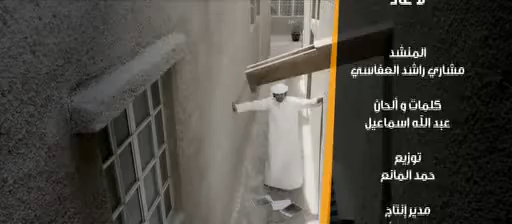 المنشد
مشاري راشد العفاسي
كلمات و ألحان
عبد الله اسماعيل
توزيع
حمد المانع
مدير إنتاج